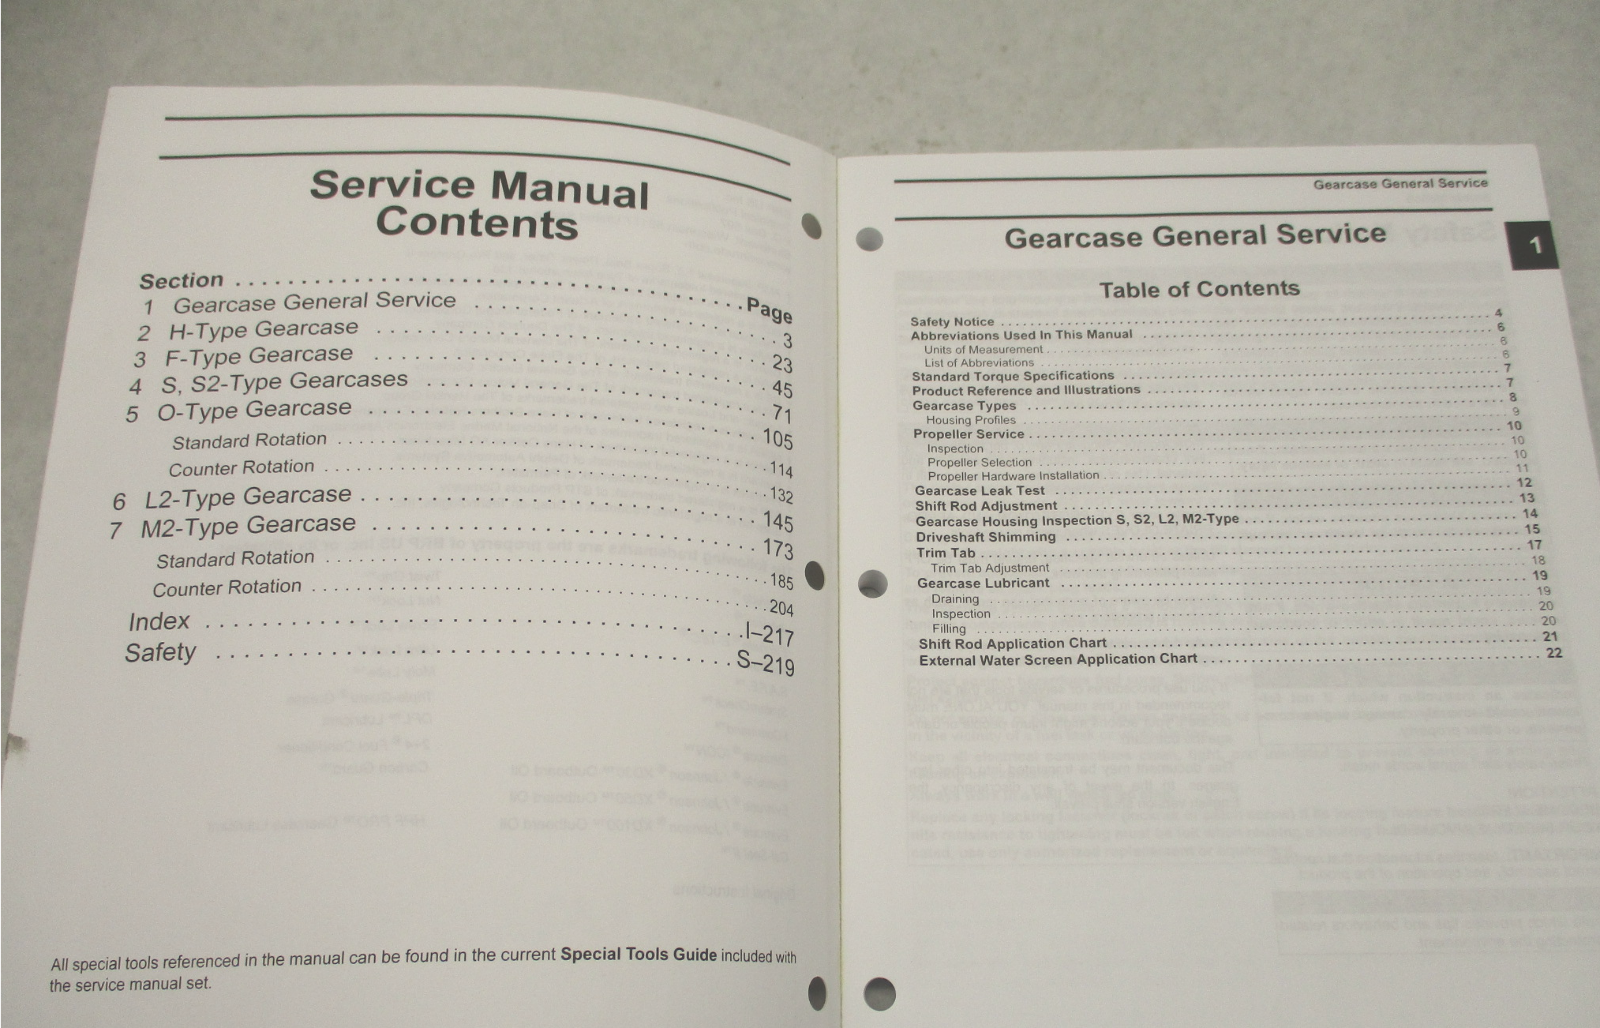 Service Manual
Contents
Section . . . . . . . . . . . . . . . . . . . . . . . . . . . . . . . . . . . . . . . . Page
1 Gearcase General Service . . . . . . . . . . . . . . . . . . . . . . . . 3
2 H-Type Gearcase . . . . . . . . . . . . . . . . . . . . . . . . . . . . . . 23
3 F-Type Gearcase . . . . . . . . . . . . . . . . . . . . . . . . . . . . . . 45
4 S, S2-Type Gearcases . . . . . . . . . . . . . . . . . . . . . . . . . . 71
5 O-Type Gearcase . . . . . . . . . . . . . . . . . . . . . . . . . . . . . . 105
Standard Rotation . . . . . . . . . . . . . . . . . . . . . . . . . . . . . . . . 114
Counter Rotation . . . . . . . . . . . . . . . . . . . . . . . . . . . . . . . . 132
6 L2-Type Gearcase . . . . . . . . . . . . . . . . . . . . . . . . . . . . . . 145
7 M2-Type Gearcase . . . . . . . . . . . . . . . . . . . . . . . . . . . . . . 173
Standard Rotation . . . . . . . . . . . . . . . . . . . . . . . . . . . . . . . . 185
Counter Rotation . . . . . . . . . . . . . . . . . . . . . . . . . . . . . . . . 204
Index . . . . . . . . . . . . . . . . . . . . . . . . . . . . . . . . . . . . . . I–217
Safety . . . . . . . . . . . . . . . . . . . . . . . . . . . . . . . . . . . . . S–219
All special tools referenced in the manual can be found in the current Special Tools Guide included with
the service manual set.
Gearcase General Service
1
Gearcase General Service
Table of Contents
Safety Notice . . . . . . . . . . . . . . . . . . . . . . . . . . . . . . . . 4
Abbreviations Used In This Manual . . . . . . . . . . . . . . . . . . . . . . . . 6
Units of Measurement . . . . . . . . . . . . . . . . . . . . . . . . . . . . . . 6
List of Abbreviations . . . . . . . . . . . . . . . . . . . . . . . . . . . . . . 6
Standard Torque Specifications . . . . . . . . . . . . . . . . . . . . . . . . 7
Product Reference and Illustrations . . . . . . . . . . . . . . . . . . . . . . 7
Gearcase Types . . . . . . . . . . . . . . . . . . . . . . . . . . . . . . . . 8
Housing Profiles . . . . . . . . . . . . . . . . . . . . . . . . . . . . . . . . 9
Propeller Service . . . . . . . . . . . . . . . . . . . . . . . . . . . . . . . . 10
Inspection . . . . . . . . . . . . . . . . . . . . . . . . . . . . . . . . 10
Propeller Selection . . . . . . . . . . . . . . . . . . . . . . . . . . . . . . 10
Propeller Hardware Installation . . . . . . . . . . . . . . . . . . . . . . . . 11
Gearcase Leak Test . . . . . . . . . . . . . . . . . . . . . . . . . . . . . . 12
Shift Rod Adjustment . . . . . . . . . . . . . . . . . . . . . . . . . . . . . . 13
Gearcase Housing Inspection S, S2, L2, M2-Type . . . . . . . . . . . . . . . . 14
Driveshaft Shimming . . . . . . . . . . . . . . . . . . . . . . . . . . . . . . 15
Trim Tab . . . . . . . . . . . . . . . . . . . . . . . . . . . . . . . . 17
Trim Tab Adjustment . . . . . . . . . . . . . . . . . . . . . . . . . . . . . . 18
Gearcase Lubricant . . . . . . . . . . . . . . . . . . . . . . . . . . . . . . 19
Draining . . . . . . . . . . . . . . . . . . . . . . . . . . . . . . . . 19
Inspection . . . . . . . . . . . . . . . . . . . . . . . . . . . . . . . . 20
Filling . . . . . . . . . . . . . . . . . . . . . . . . . . . . . . . . 20
Shift Rod Application Chart . . . . . . . . . . . . . . . . . . . . . . . . . . 21
External Water Screen Application Chart . . . . . . . . . . . . . . . . . . . . 22